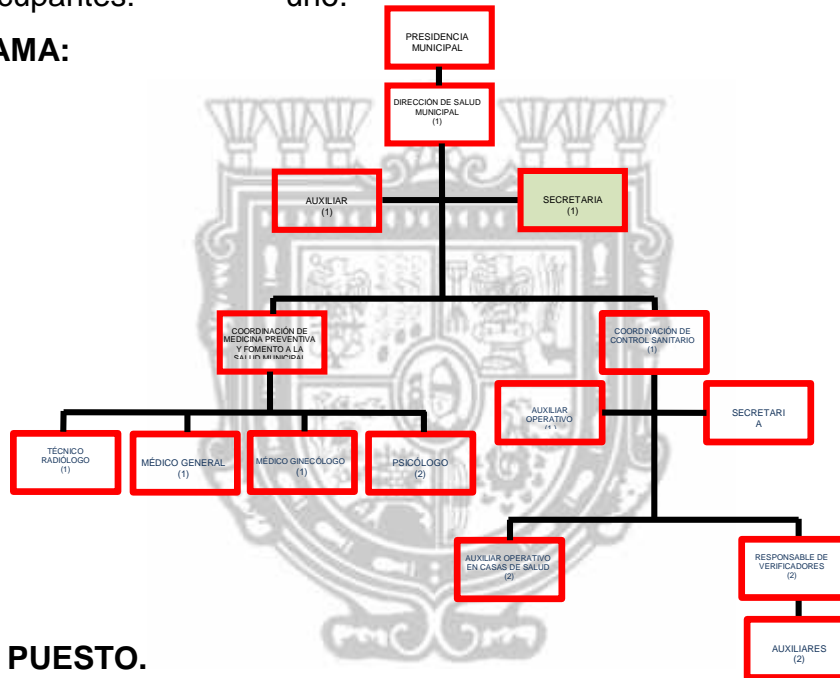 cupantes. uno.
AMA:
PRESIDENCIA
MUNICIPAL
DIRECCIÓN DE SALUD
MUNICIPAL
(1)
AUXILIAR
(1)
SECRETARIA
(1)
COORDINACIÓN DE
MEDICINA PREVENTIVA
Y FOMENTO A LA
SALUD MUNICIPAL
COORDINACIÓN DE
CONTROL SANITARIO
(1)
AUXILIAR
OPERATIVO
(1)
SECRETARI
A
TÉCNICO
RADIÓLOGO
(1)
MÉDICO GENERAL
(1)
MÉDICO GINECÓLOGO
(1)
PSICÓLOGO
(2)
AUXILIAR OPERATIVO
EN CASAS DE SALUD
(2)
RESPONSABLE DE
VERIFICADORES
(2)
AUXILIARES
(2)
PUESTO.